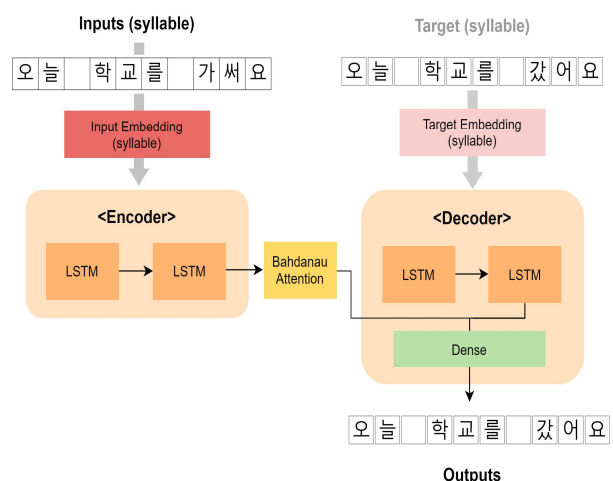 Inputs (syllable)
Target (syllable)
오 늘 학 교 를 가 써 요
오 늘 학 교 를 갔 어 요
Input Embedding
(syllable)
Target Embedding
(syllable)
<Encoder>
LSTM
LSTM
Bahdanau
Attention
<Decoder>
LSTM
LSTM
Dense
오 늘 학 교 를 갔 어 요
Outputs